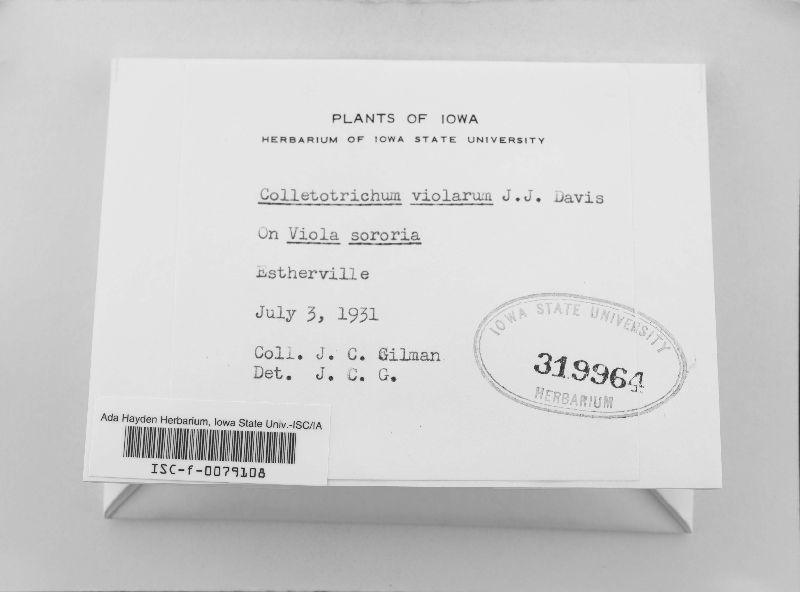 PLANTS OF IOWA
HERBARIUM OF IOWA STATE UNIVERSITY
Colletotrichum violarum J.J. Davis
On Viola sororia
Estherville
July 3, 1931
Coll. J. C. Gilman
Det. J. C. G.
IOWA STATE UNIVERSITY
319964
HERBARIUM
Ada Hayden Herbarium, Iowa State Univ.-ISC/IA
ISC-f-0079108